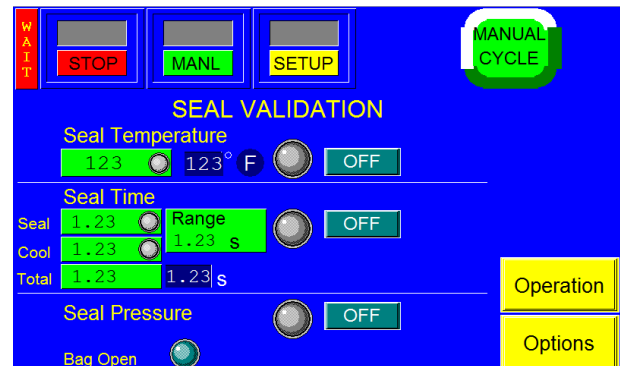 WAIT
STOP MANL SETUP
MANUAL
CYCLE
SEAL VALIDATION
Seal Temperature
123 123° F OFF
Seal Time
Seal 1.23 Range OFF
1.23 s
Cool 1.23
Total 1.23 1.23 s
Operation
Seal Pressure OFF
Options
Bag Open